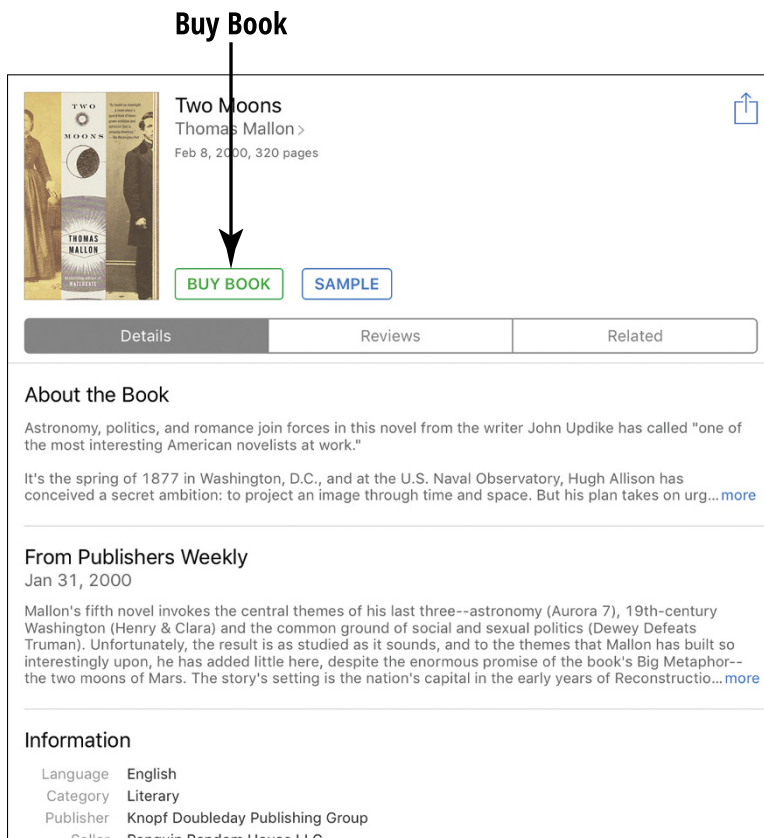 Buy Book
TWO
MOONS
THOMAS
MALLON
Two Moons
Thomas Mallon >
Feb 8, 2000, 320 pages
BUY BOOK
SAMPLE
Details
Reviews
Related
About the Book
Astronomy, politics, and romance join forces in this novel from the writer John Updike has called "one of
the most interesting American novelists at work."
It's the spring of 1877 in Washington, D.C., and at the U.S. Naval Observatory, Hugh Allison has
conceived a secret ambition: to project an image through time and space. But his plan takes on urg... more
From Publishers Weekly
Jan 31, 2000
Mallon's fifth novel invokes the central themes of his last three--astronomy (Aurora 7), 19th-century
Washington (Henry & Clara) and the common ground of social and sexual politics (Dewey Defeats
Truman). Unfortunately, the result is as studied as it sounds, and to the themes that Mallon has built so
interestingly upon, he has added little here, despite the enormous promise of the book's Big Metaphor--
the two moons of Mars. The story's setting is the nation's capital in the early years of Reconstructio... more
Information
Language English
Category Literary
Publisher Knopf Doubleday Publishing Group
Seller Penguin Random House LLC